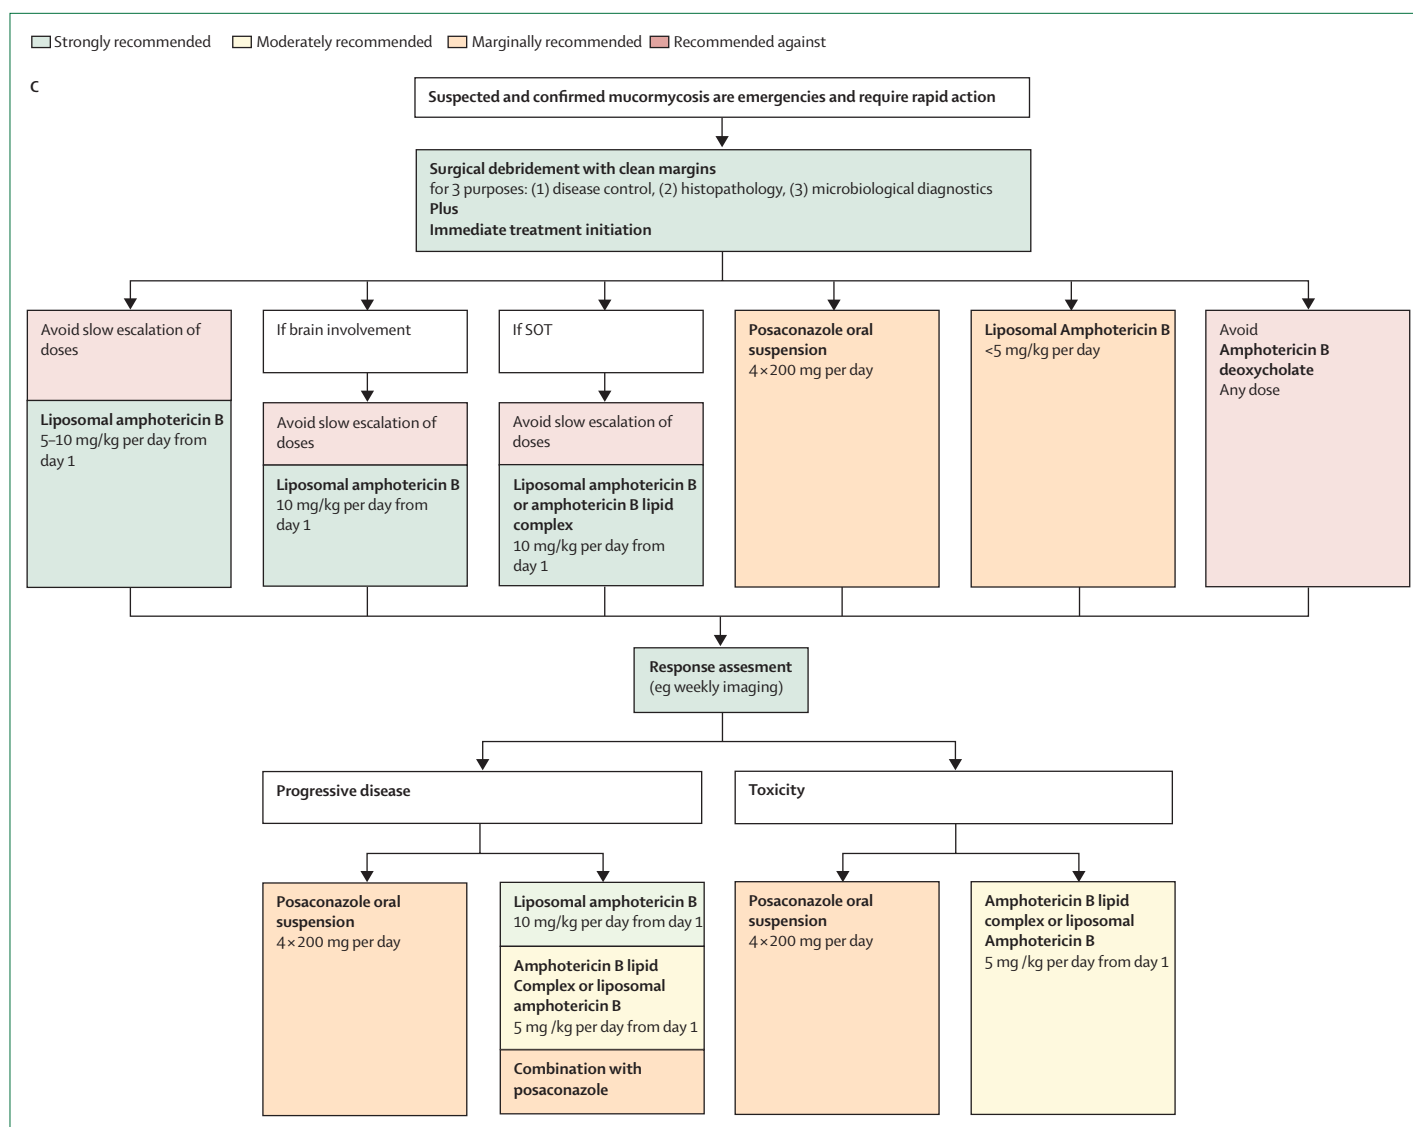 Strongly recommended
Moderately recommended
Marginally recommended
Recommended against
C
Suspected and confirmed mucormycosis are emergencies and require rapid action
Surgical debridement with clean margins
for 3 purposes: (1) disease control, (2) histopathology, (3) microbiological diagnostics
Plus
Immediate treatment initiation
Avoid slow escalation of
doses
Liposomal amphotericin B
5–10 mg/kg per day from
day 1
If brain involvement
Avoid slow escalation of
doses
Liposomal amphotericin B
10 mg/kg per day from
day 1
If SOT
Avoid slow escalation of
doses
Liposomal amphotericin B
or amphotericin B lipid
complex
10 mg/kg per day from
day 1
Posaconazole oral
suspension
4×200 mg per day
Liposomal Amphotericin B
<5 mg/kg per day
Avoid
Amphotericin B
deoxycholate
Any dose
Response assesment
(eg weekly imaging)
Progressive disease
Toxicity
Posaconazole oral
suspension
4×200 mg per day
Liposomal amphotericin B
10 mg/kg per day from day 1
Amphotericin B lipid
Complex or liposomal
amphotericin B
5 mg /kg per day from day 1
Combination with
posaconazole
Posaconazole oral
suspension
4×200 mg per day
Amphotericin B lipid
complex or liposomal
Amphotericin B
5 mg /kg per day from day 1